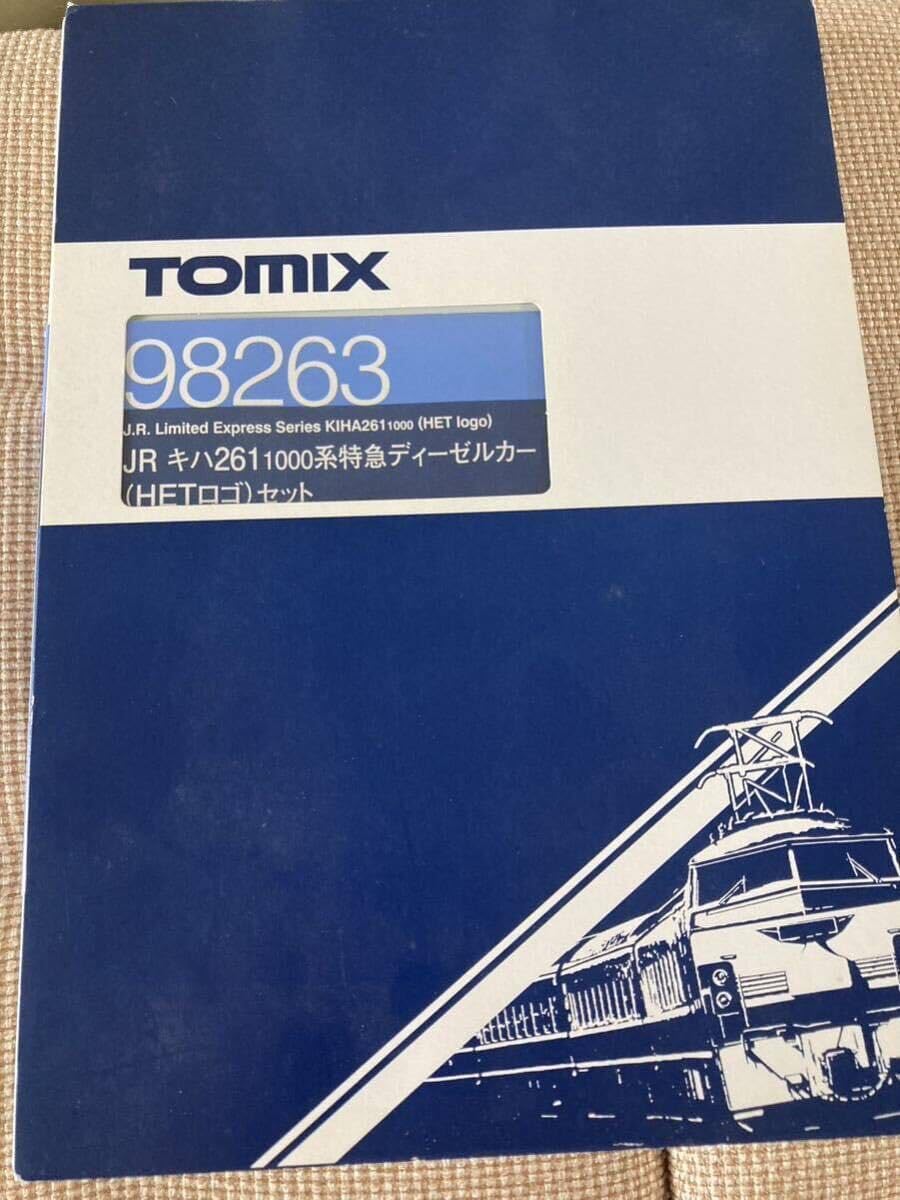 TOMIX
98263
J.R. Limited Express Series KIHA261 1000 (HET logo)
JR キハ261 1000系特急ディーゼルカー
(HETロゴ)セット